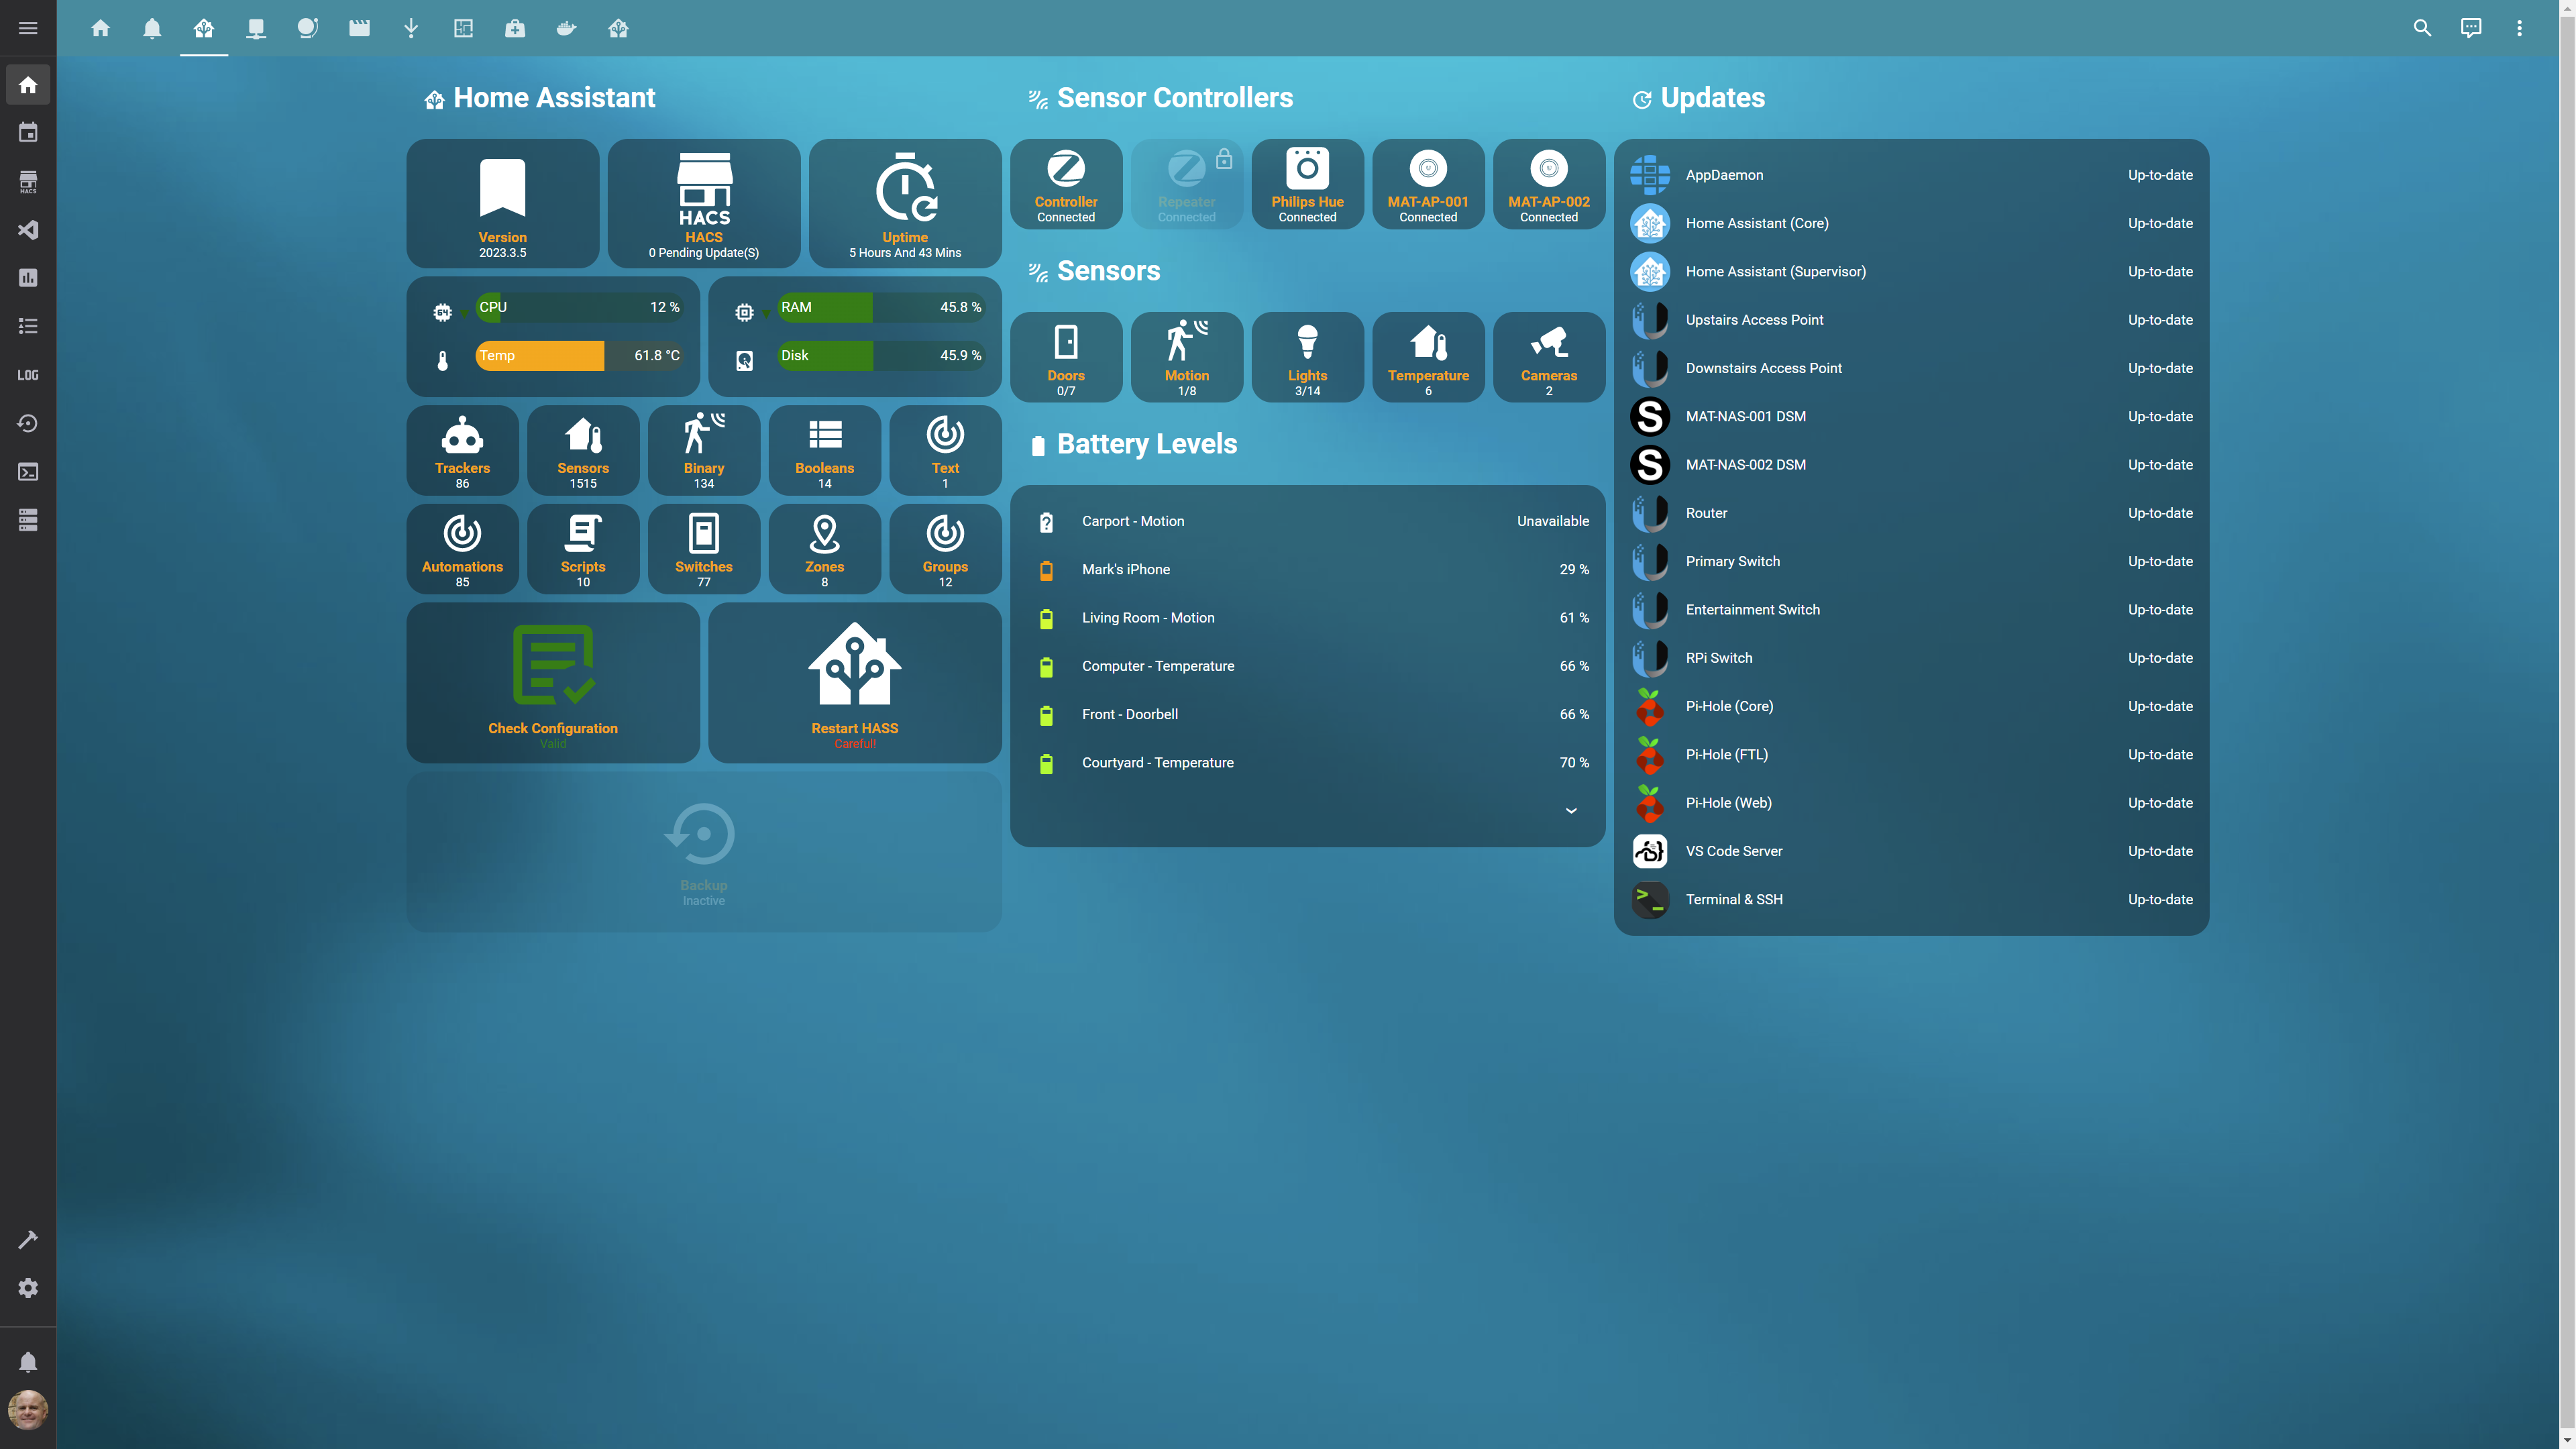 Home Assistant
Version
2023.3.5
HACS
HACS
0 Pending Update(S)
Uptime
5 Hours And 43 Mins
64
CPU
12 %
RAM
45.8 %
Temp
61.8 °C
Disk
45.9 %
Trackers
86
Sensors
1515
Binary
134
Booleans
14
Text
1
Automations
85
Scripts
10
Switches
77
Zones
8
Groups
12
Check Configuration
Valid
Restart HASS
Careful!
Backup
Inactive
Sensor Controllers
Controller
Connected
Repeater
Connected
Philips Hue
Connected
MAT-AP-001
Connected
MAT-AP-002
Connected
Sensors
Doors
0/7
Motion
1/8
Lights
3/14
Temperature
6
Cameras
2
Battery Levels
Carport - Motion
Unavailable
Mark's iPhone
29 %
Living Room - Motion
61 %
Computer - Temperature
66 %
Front - Doorbell
66 %
Courtyard - Temperature
70 %
Updates
AppDaemon
Up-to-date
Home Assistant (Core)
Up-to-date
Home Assistant (Supervisor)
Up-to-date
Upstairs Access Point
Up-to-date
Downstairs Access Point
Up-to-date
S
MAT-NAS-001 DSM
Up-to-date
S
MAT-NAS-002 DSM
Up-to-date
Router
Up-to-date
Primary Switch
Up-to-date
Entertainment Switch
Up-to-date
RPi Switch
Up-to-date
Pi-Hole (Core)
Up-to-date
Pi-Hole (FTL)
Up-to-date
Pi-Hole (Web)
Up-to-date
VS Code Server
Up-to-date
Terminal & SSH
Up-to-date
HACS
LOG